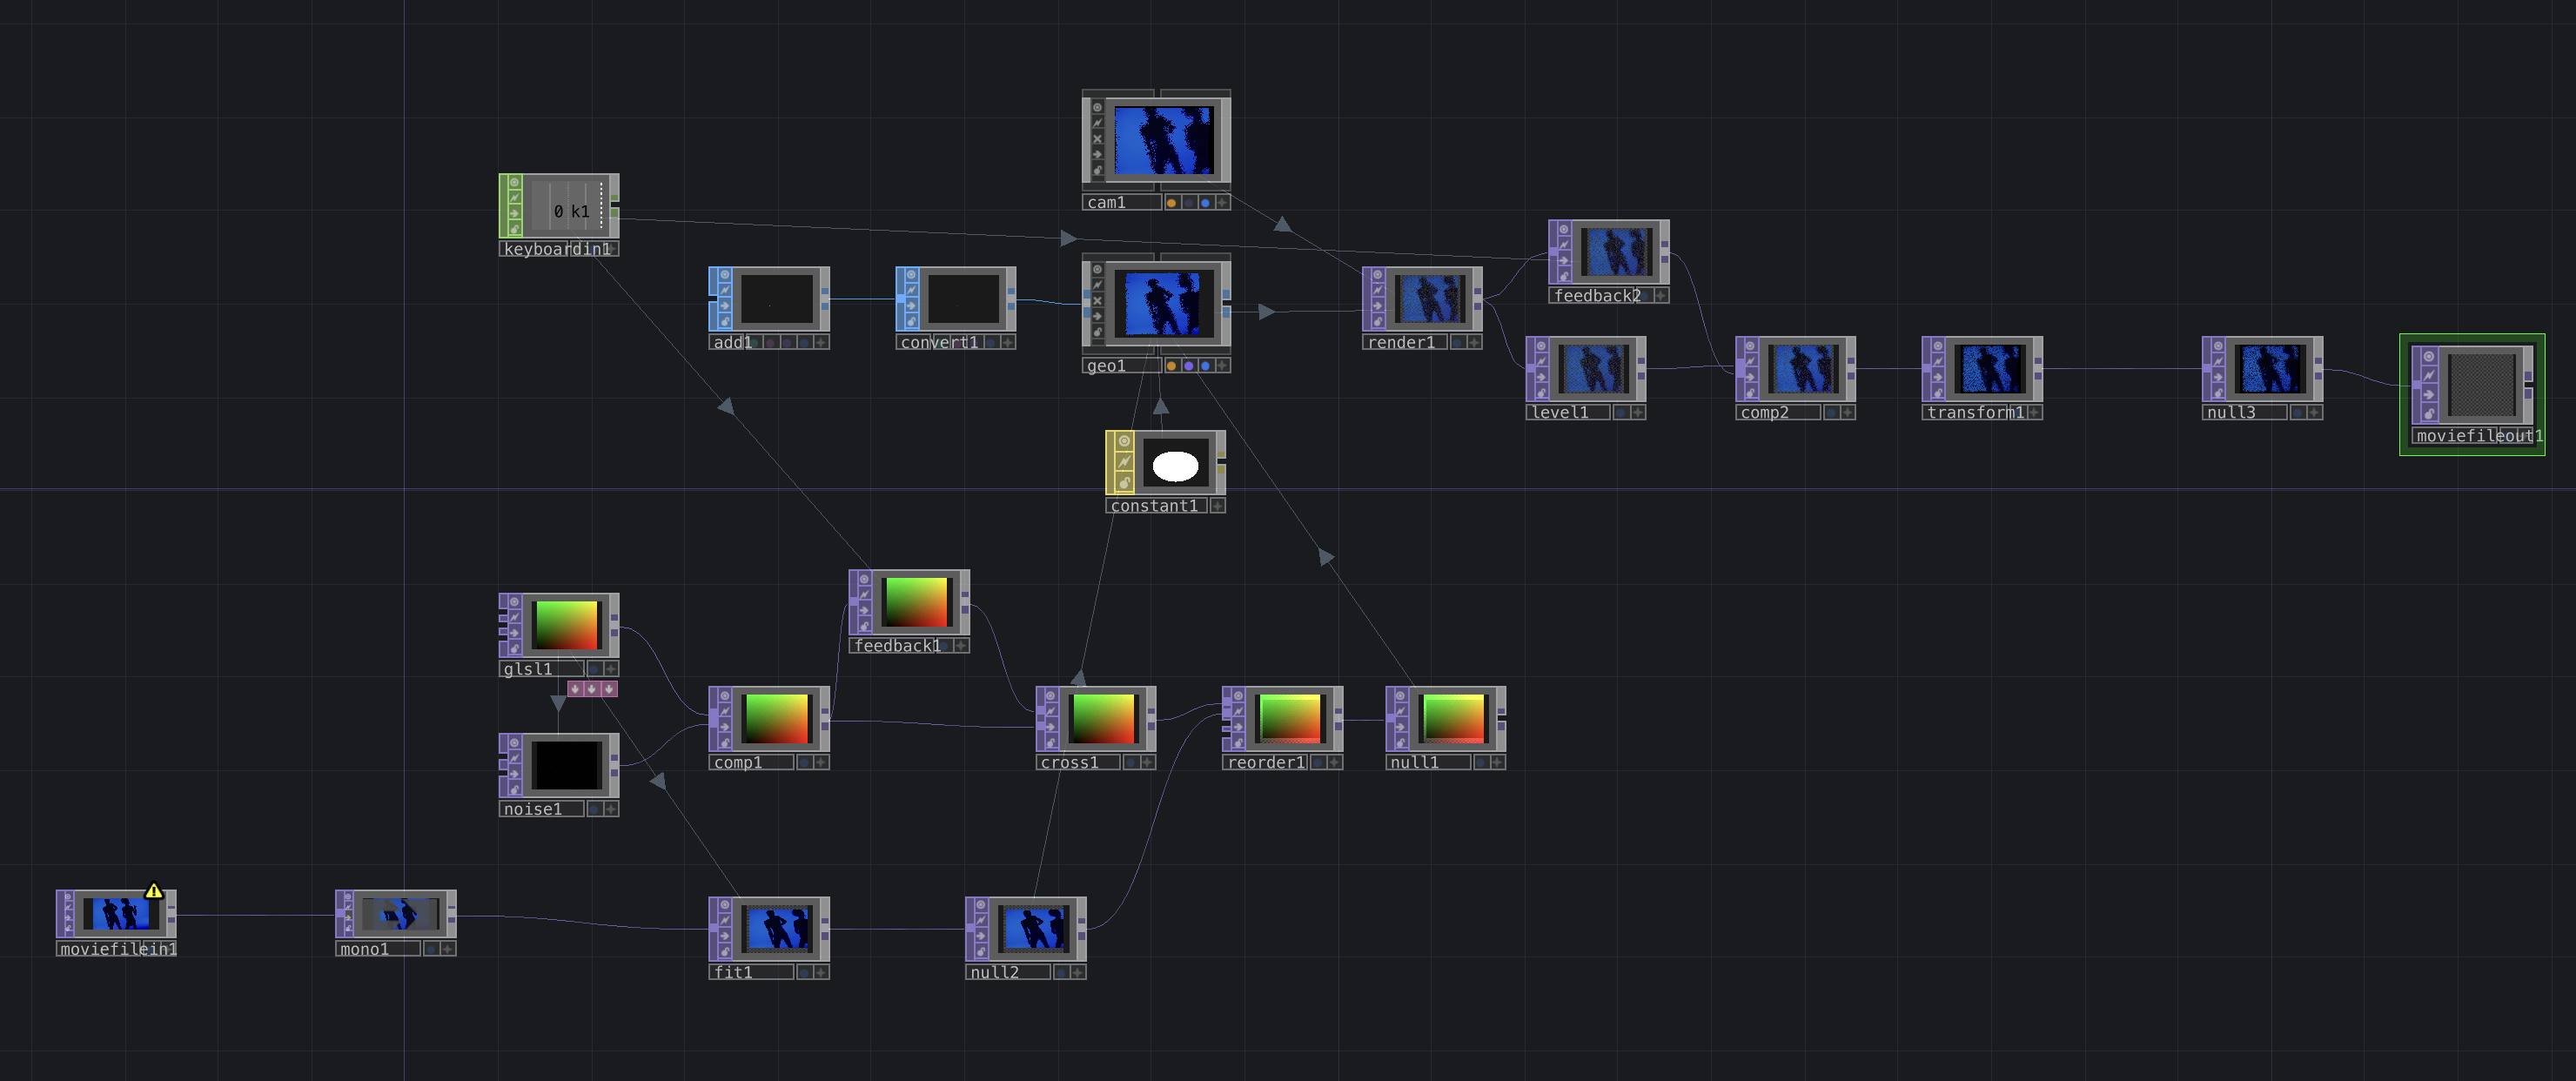 cam1
0 k1
keyboardin1
feedback2
add1
convert1
render1
geo1
level1
comp2
transform1
null3
moviefileout1
constant1
feedback1
glsl1
comp1
cross1
reorder1
null1
noise1
moviefilein1
mono1
fit1
null2